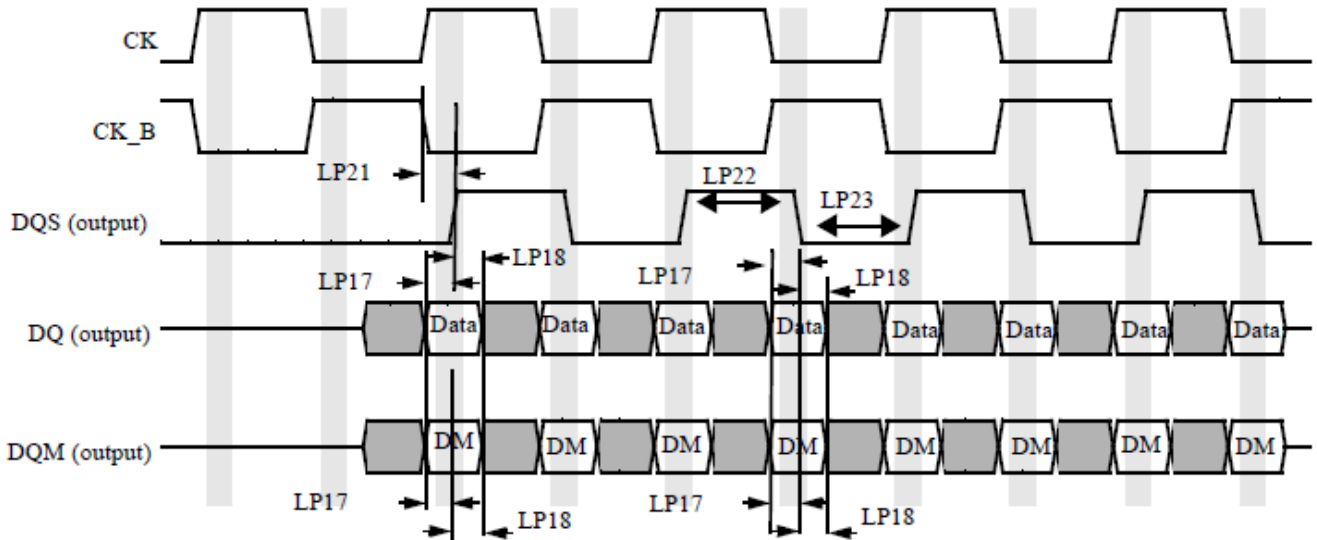 CK
CK_B
LP21
LP22
LP23
DQS (output)
LP18
LP17
LP17
LP18
DQ (output)
Data Data Data Data Data Data Data Data
DQM (output)
DM DM DM DM DM DM DM DM
LP17
LP18
LP17
LP18